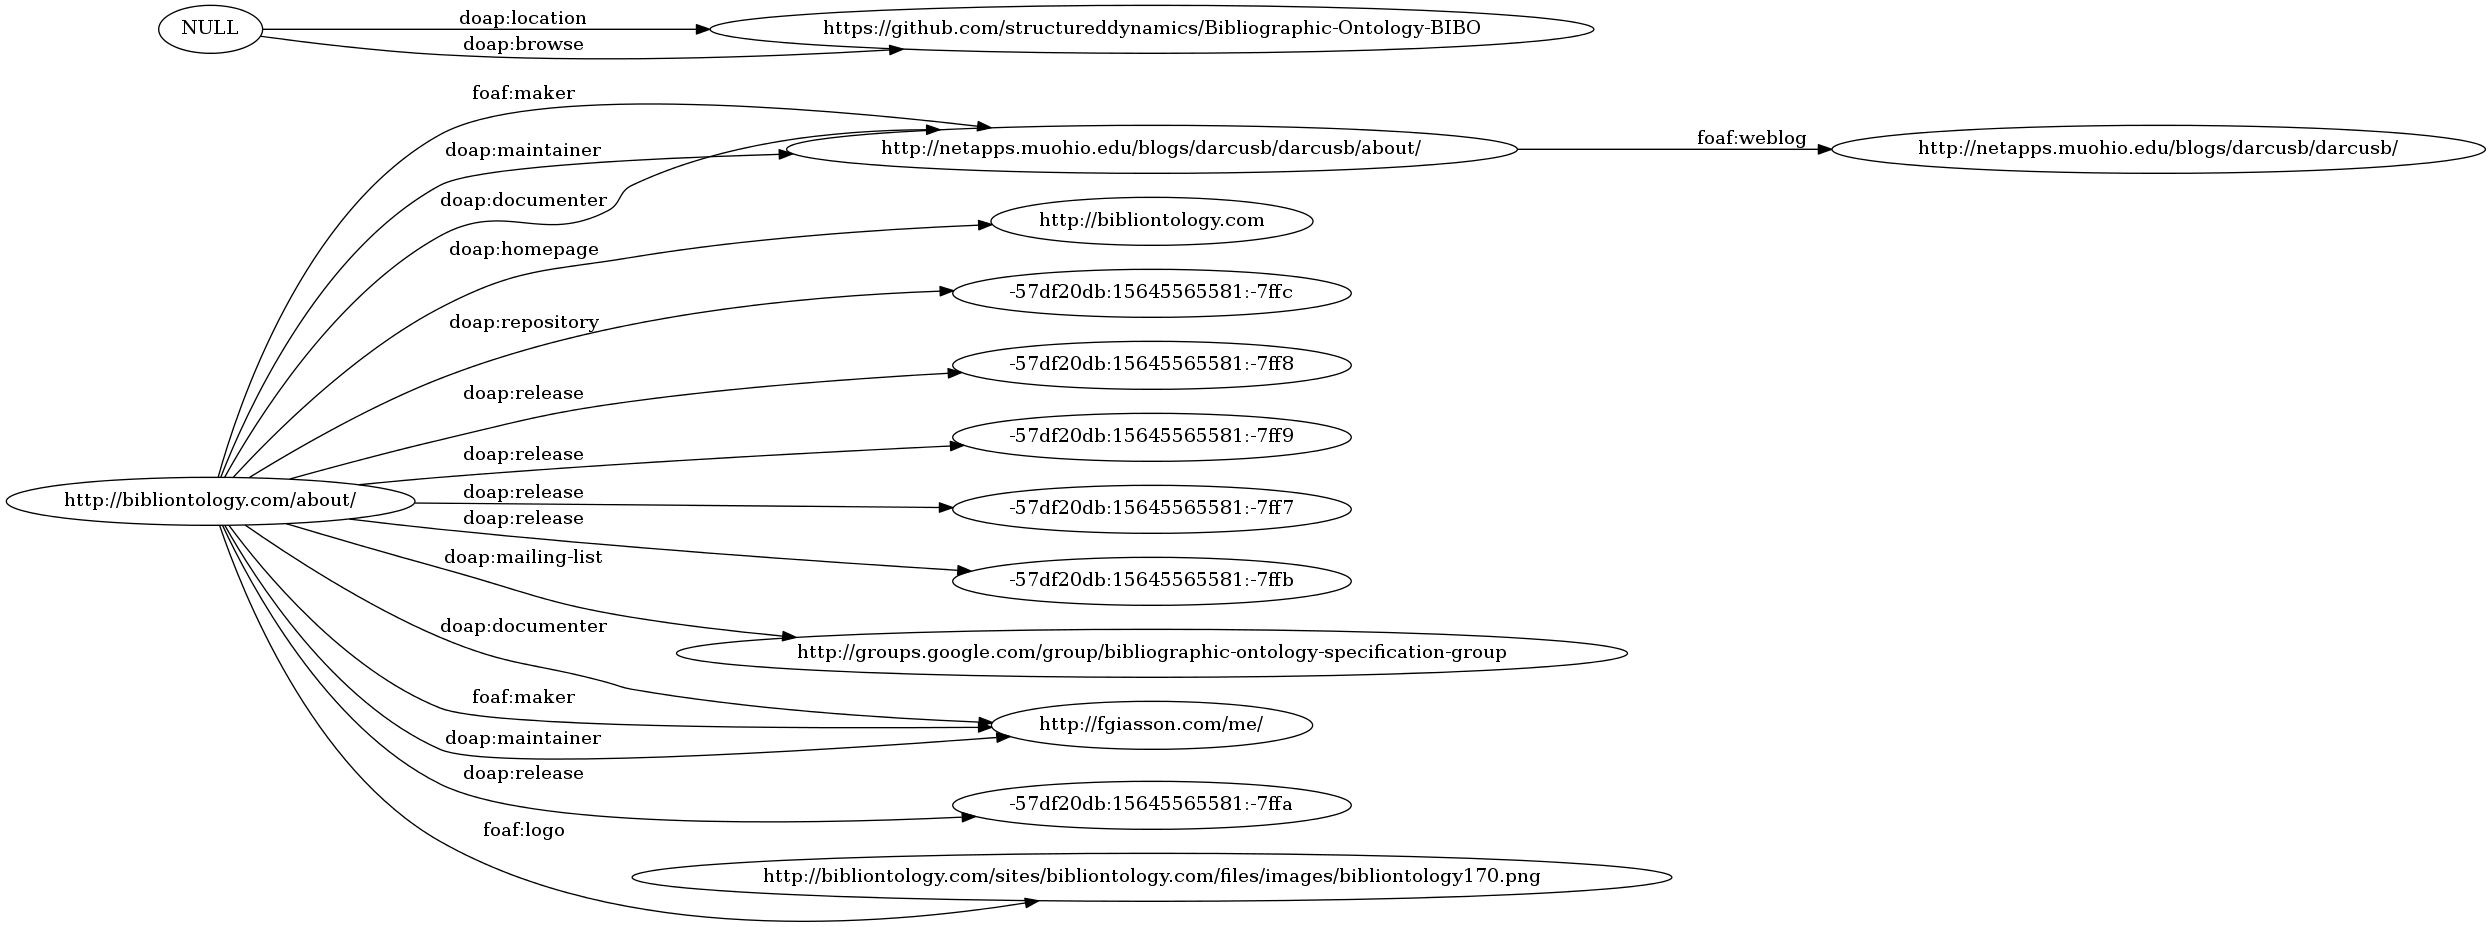 NULL
doap:location
https://github.com/structureddynamics/Bibliographic-Ontology-BIBO
doap:browse
foaf:maker
doap:maintainer
http://netapps.muohio.edu/blogs/darcusb/darcusb/about/
foaf:weblog
http://netapps.muohio.edu/blogs/darcusb/darcusb/
doap:documenter
http://bibliontology.com
doap:homepage
-57df20db:15645565581:-7ffc
doap:repository
-57df20db:15645565581:-7ff8
doap:release
-57df20db:15645565581:-7ff9
doap:release
http://bibliontology.com/about/
doap:release
-57df20db:15645565581:-7ff7
doap:release
-57df20db:15645565581:-7ffb
doap:mailing-list
http://groups.google.com/group/bibliographic-ontology-specification-group
doap:documenter
foaf:maker
http://fgiasson.com/me/
doap:maintainer
doap:release
-57df20db:15645565581:-7ffa
foaf:logo
http://bibliontology.com/sites/bibliontology.com/files/images/bibliontology170.png